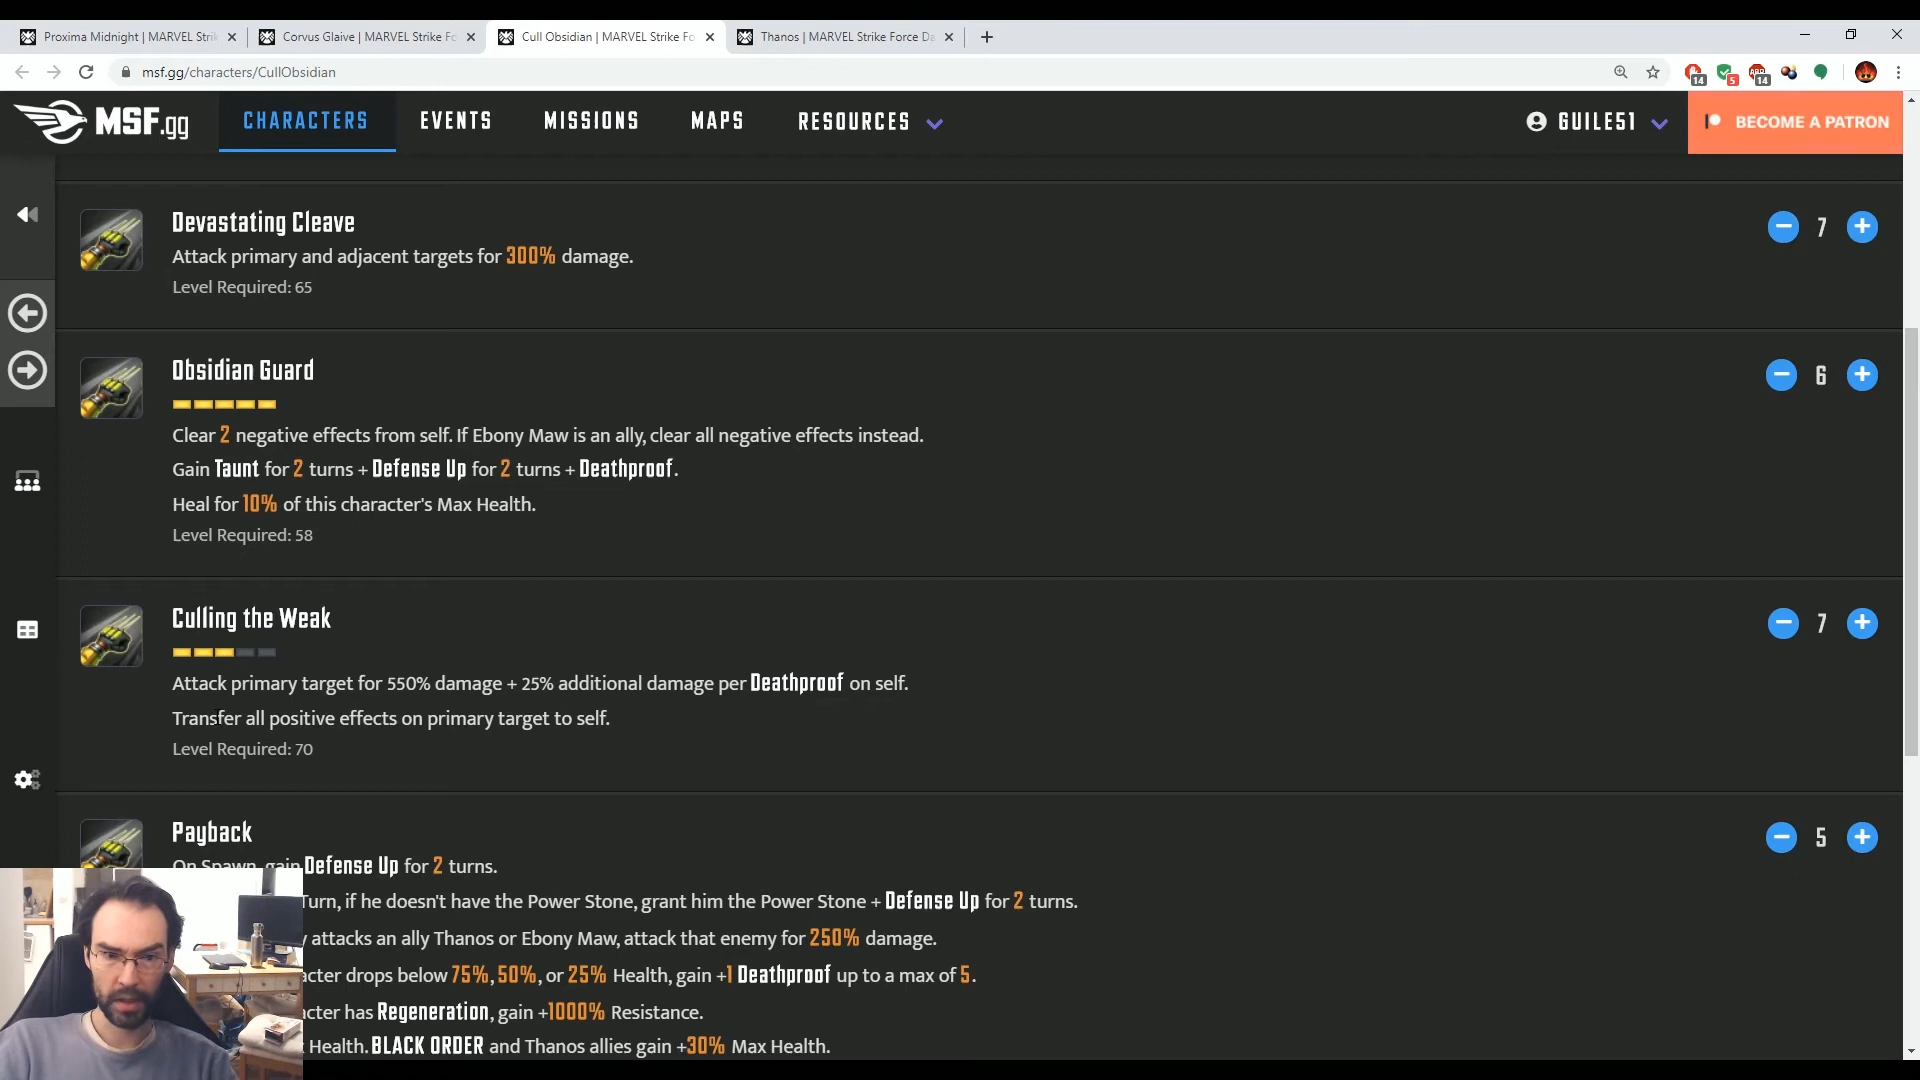 Proxima Midnight | MARVEL Strik
Corvus Glaive | MARVEL Strike Fo
Cull Obsidian | MARVEL Strike Fo
Thanos | MARVEL Strike Force Da
msf.gg/characters/CullObsidian
14
5
14
MSF.gg
CHARACTERS
EVENTS
MISSIONS
MAPS
RESOURCES
GUILE51
BECOME A PATRON
Devastating Cleave
7
Attack primary and adjacent targets for 300% damage.
Level Required: 65
Obsidian Guard
6
Clear 2 negative effects from self. If Ebony Maw is an ally, clear all negative effects instead.
Gain Taunt for 2 turns + Defense Up for 2 turns + Deathproof.
Heal for 10% of this character's Max Health.
Level Required: 58
Culling the Weak
7
Attack primary target for 550% damage + 25% additional damage per Deathproof on self.
Transfer all positive effects on primary target to self.
Level Required: 70
Payback
5
On Spawn, gain Defense Up for 2 turns.
Turn, if he doesn't have the Power Stone, grant him the Power Stone + Defense Up for 2 turns.
y attacks an ally Thanos or Ebony Maw, attack that enemy for 250% damage.
acter drops below 75%, 50%, or 25% Health, gain +1 Deathproof up to a max of 5.
cter has Regeneration, gain +1000% Resistance.
Health. BLACK ORDER and Thanos allies gain +30% Max Health.